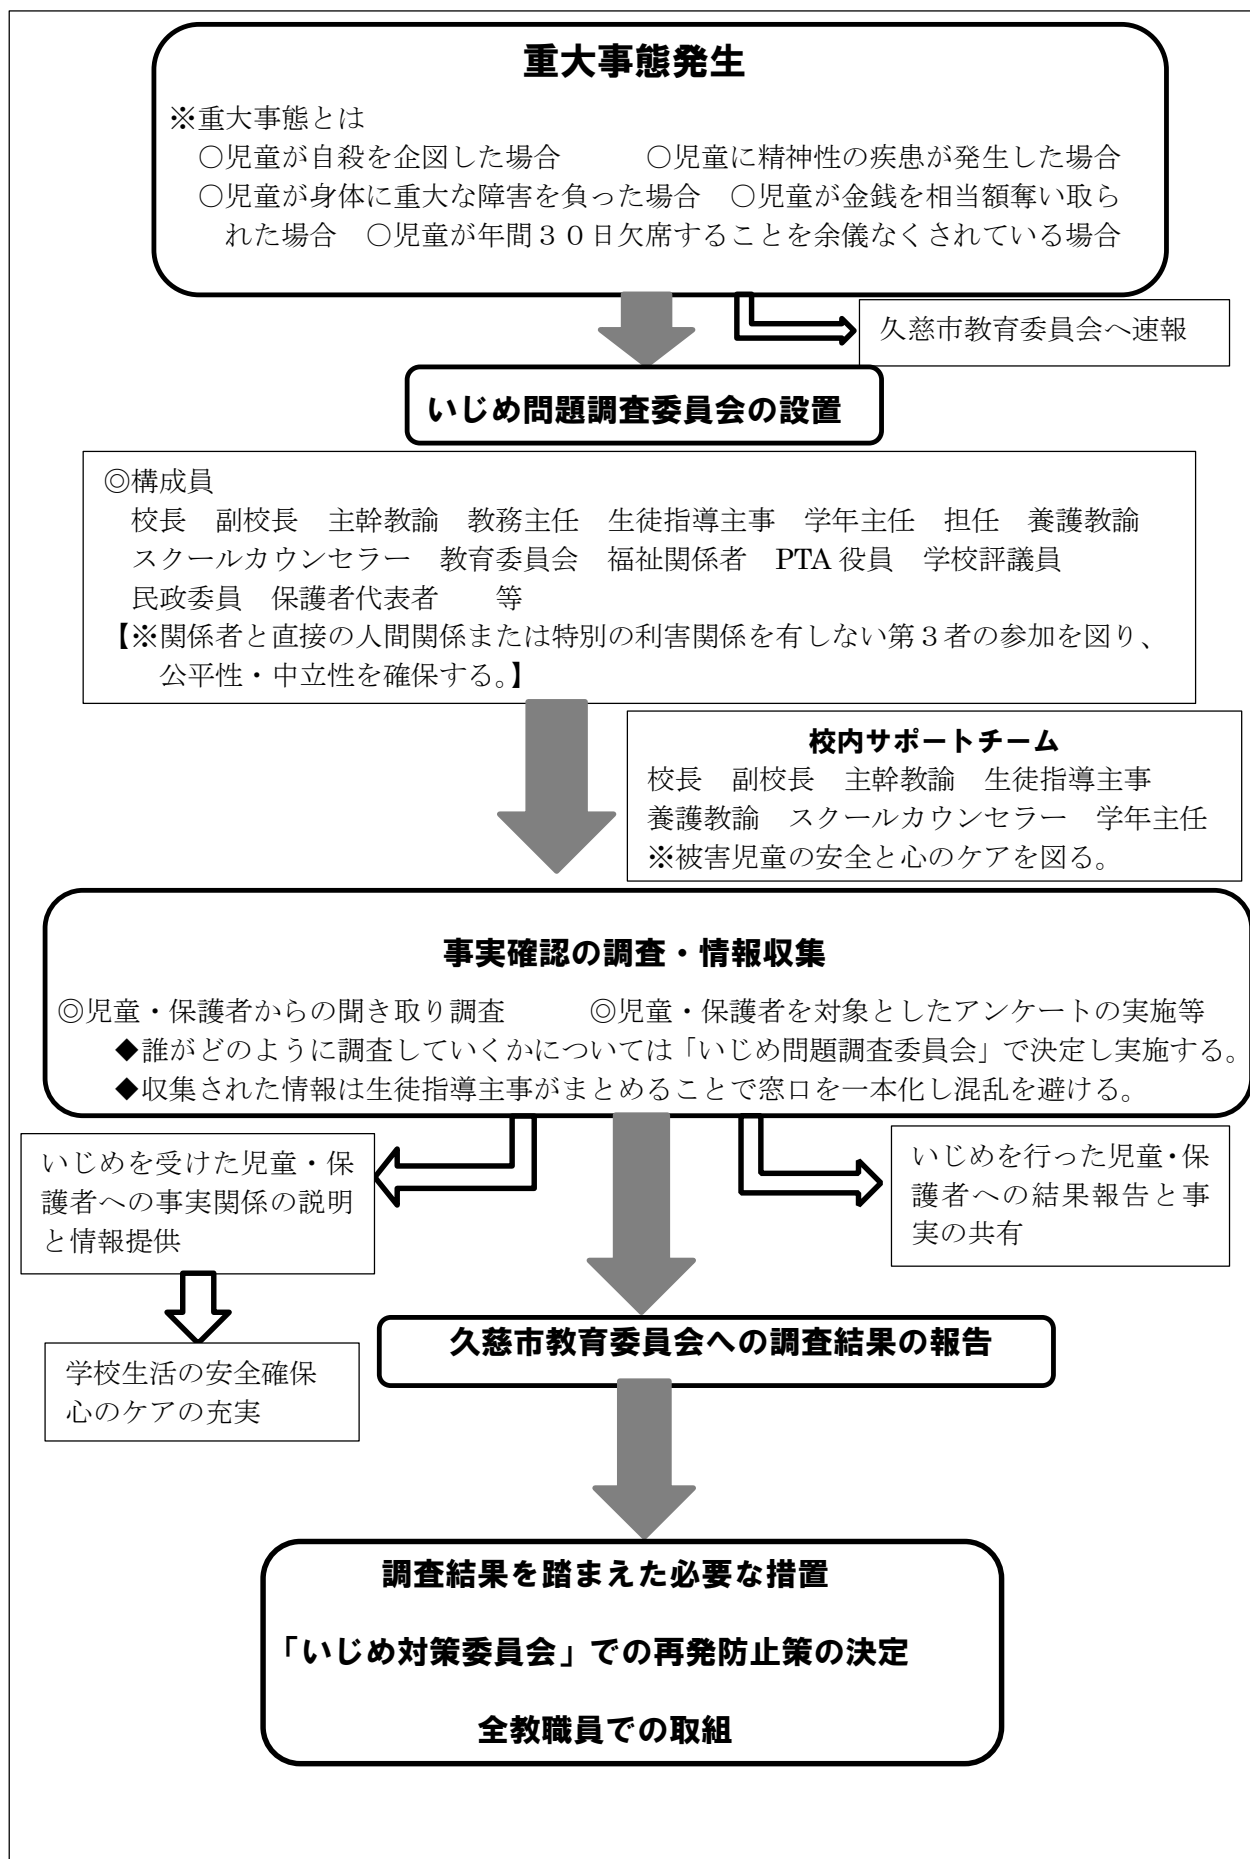 重大事態発生
※重大事態とは
○児童が自殺を企図した場合　　　○児童に精神性の疾患が発生した場合
○児童が身体に重大な障害を負った場合　○児童が金銭を相当額奪い取ら
れた場合　○児童が年間３０日欠席することを余儀なくされている場合
久慈市教育委員会へ速報
いじめ問題調査委員会の設置
◎構成員
校長　副校長　主幹教諭　教務主任　生徒指導主事　学年主任　担任　養護教諭
スクールカウンセラー　教育委員会　福祉関係者　PTA 役員　学校評議員
民政委員　保護者代表者　　等
【※関係者と直接の人間関係または特別の利害関係を有しない第３者の参加を図り、
公平性・中立性を確保する。】
校内サポートチーム
校長　副校長　主幹教諭　生徒指導主事
養護教諭　スクールカウンセラー　学年主任
※被害児童の安全と心のケアを図る。
事実確認の調査・情報収集
◎児童・保護者からの聞き取り調査　　　◎児童・保護者を対象としたアンケートの実施等
◆誰がどのように調査していくかについては「いじめ問題調査委員会」で決定し実施する。
◆収集された情報は生徒指導主事がまとめることで窓口を一本化し混乱を避ける。
いじめを受けた児童・保
護者への事実関係の説明
と情報提供
いじめを行った児童・保
護者への結果報告と事
実の共有
学校生活の安全確保
心のケアの充実
久慈市教育委員会への調査結果の報告
調査結果を踏まえた必要な措置
「いじめ対策委員会」での再発防止策の決定
全教職員での取組